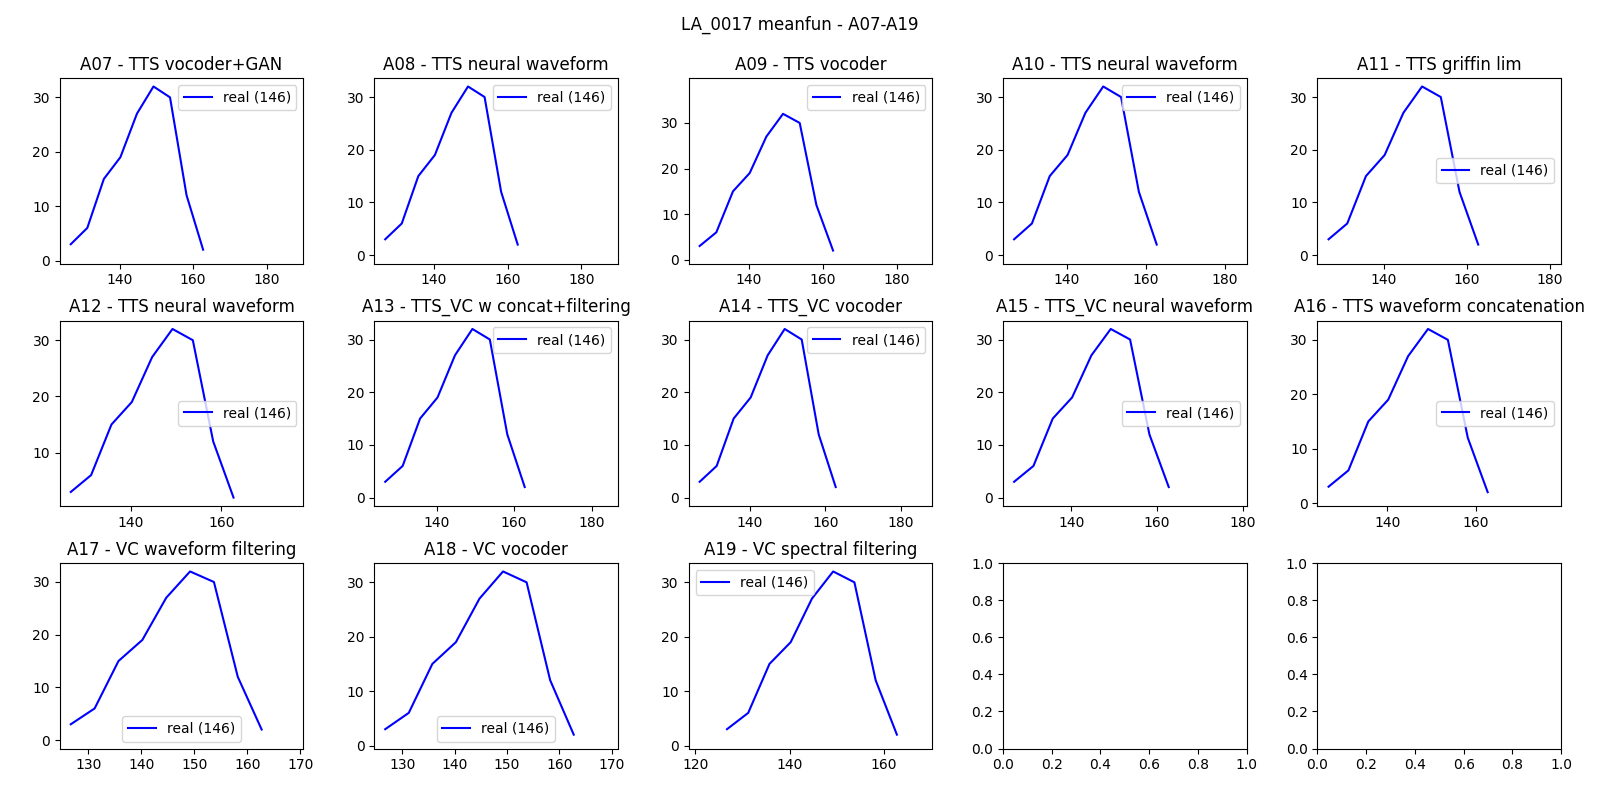 LA_0017 meanfun - A07-A19
A07 - TTS vocoder+GAN
real (146)
30
20
10
0
140 160 180
A08 - TTS neural waveform
real (146)
30
20
10
0
140 160 180
A09 - TTS vocoder
real (146)
30
20
10
0
140 160 180
A10 - TTS neural waveform
real (146)
30
20
10
0
140 160 180
A11 - TTS griffin lim
real (146)
30
20
10
0
140 160 180
A12 - TTS neural waveform
real (146)
30
20
10
140 160
A13 - TTS_VC w concat+filtering
real (146)
30
20
10
0
140 160 180
A14 - TTS_VC vocoder
real (146)
30
20
10
0
140 160 180
A15 - TTS_VC neural waveform
real (146)
30
20
10
0
140 160 180
A16 - TTS waveform concatenation
real (146)
30
20
10
0
140 160
A17 - VC waveform filtering
real (146)
30
20
10
0
130 140 150 160 170
A18 - VC vocoder
real (146)
30
20
10
0
130 140 150 160 170
A19 - VC spectral filtering
real (146)
30
20
10
0
120 140 160
1.0
0.8
0.6
0.4
0.2
0.0
0.0 0.2 0.4 0.6 0.8 1.0
1.0
0.8
0.6
0.4
0.2
0.0
0.0 0.2 0.4 0.6 0.8 1.0